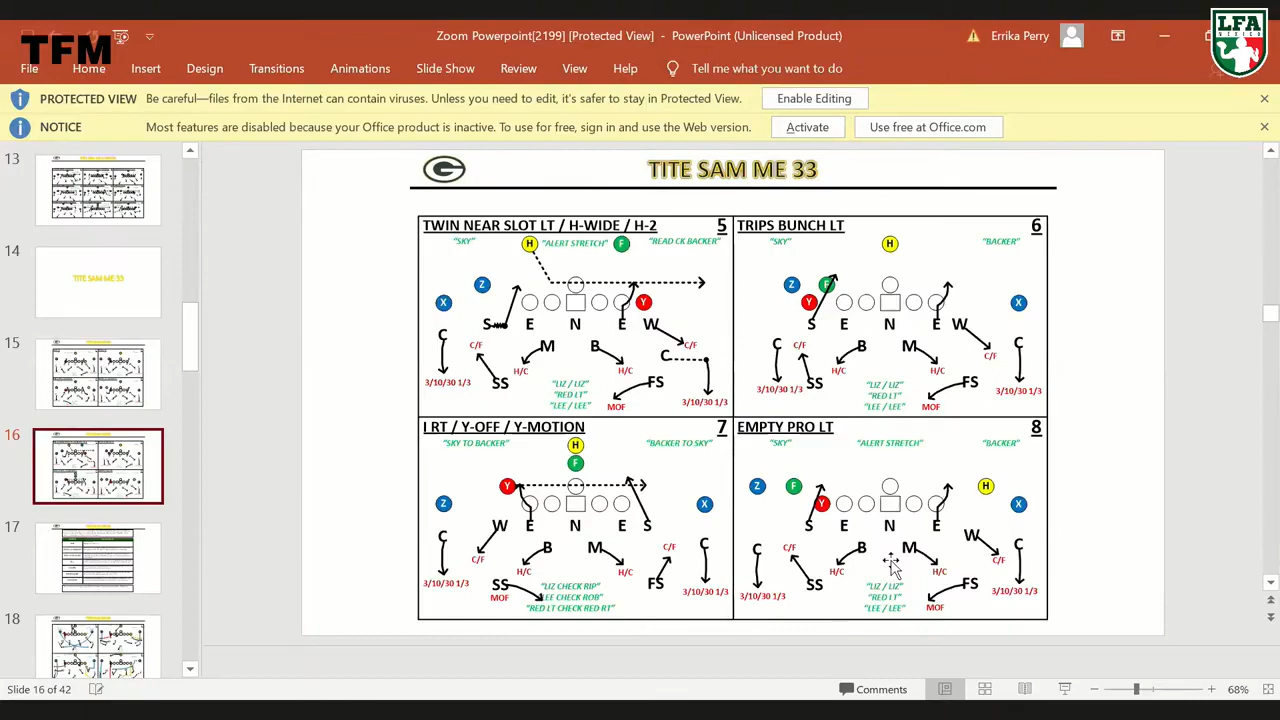 TFM
Zoom Powerpoint[2199] [Protected View] - PowerPoint (Unlicensed Product)
Errika Perry
LFA
MEXICO
File Home Insert Design Transitions Animations Slide Show Review View Help Tell me what you want to do
PROTECTED VIEW Be careful—files from the Internet can contain viruses. Unless you need to edit, it's safer to stay in Protected View. Enable Editing
NOTICE Most features are disabled because your Office product is inactive. To use for free, sign in and use the Web version. Activate Use free at Office.com
13
14
TITE SAM ME 33
15
16
17
18
G
TITE SAM ME 33
TWIN NEAR SLOT LT / H-WIDE / H-2 5
"SKY" H "ALERT STRETCH" F "READ CK BACKER"
Z
X Y
S E N E W
C C/F M B C/F
C
H/C H/C
3/10/30 1/3 SS "LIZ / LIZ" FS
"RED LT" MOF 3/10/30 1/3
"LEE / LEE"
TRIPS BUNCH LT 6
"SKY" H "BACKER"
Z F
Y X
S E N E W
C C/F B M C/F C
H/C H/C
3/10/30 1/3 SS "LIZ / LIZ" FS 3/10/30 1/3
"RED LT" MOF
"LEE / LEE"
I RT / Y-OFF / Y-MOTION 7
"SKY TO BACKER" H "BACKER TO SKY"
F
Y
Z X
W E N E S
C C/F B M C/F C
H/C H/C
3/10/30 1/3 SS "LIZ CHECK RIP" FS 3/10/30 1/3
MOF LEE CHECK ROB"
"RED LT CHECK RED RT"
EMPTY PRO LT 8
"SKY" "ALERT STRETCH" "BACKER"
Z F H
Y X
S E N E W
C C/F B M C/F C
H/C H/C
3/10/30 1/3 SS "LIZ / LIZ" FS 3/10/30 1/3
"RED LT" MOF
"LEE / LEE"
Slide 16 of 42 Comments 68%